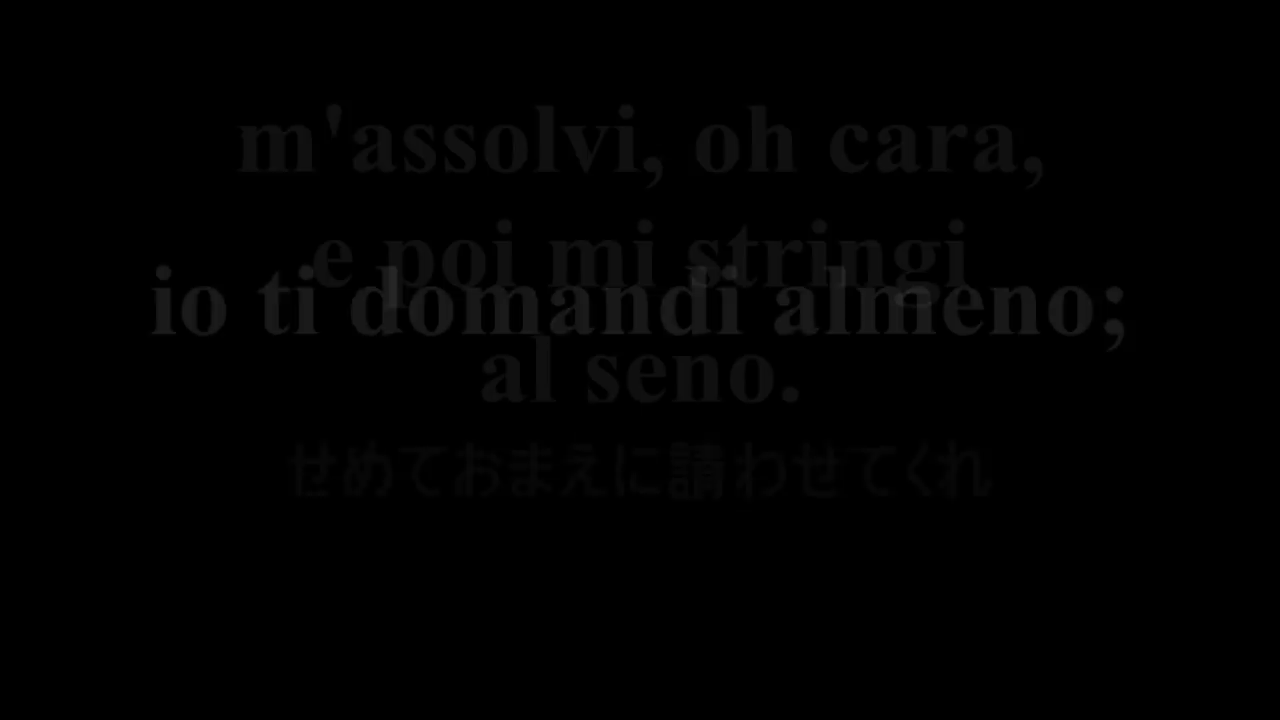 m'assolvi, oh cara,
e poi mi stringi
io ti domandi almeno;
al seno.
せめておまえに請わせてくれ